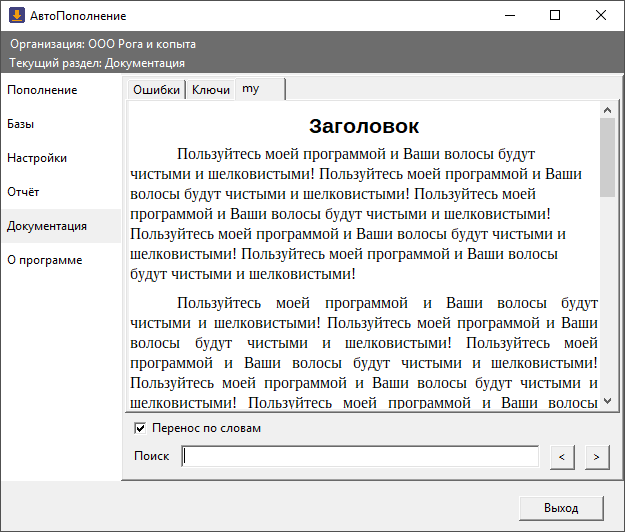 АвтоПополнение
Организация: ООО Рога и копыта
Текущий раздел: Документация
Пополнение
Базы
Настройки
Отчёт
Документация
О программе
Ошибки Ключи my
Заголовок
Пользуйтесь моей программой и Ваши волосы будут
чистыми и шелковистыми! Пользуйтесь моей программой и Ваши
волосы будут чистыми и шелковистыми! Пользуйтесь моей
программой и Ваши волосы будут чистыми и шелковистыми!
Пользуйтесь моей программой и Ваши волосы будут чистыми и
шелковистыми! Пользуйтесь моей программой и Ваши волосы
будут чистыми и шелковистыми!
Пользуйтесь моей программой и Ваши волосы будут
чистыми и шелковистыми! Пользуйтесь моей программой и Ваши
волосы будут чистыми и шелковистыми! Пользуйтесь моей
программой и Ваши волосы будут чистыми и шелковистыми!
Пользуйтесь моей программой и Ваши волосы будут чистыми и
шелковистыми! Пользуйтесь моей программой и Ваши волосы
Перенос по словам
Поиск < >
Выход